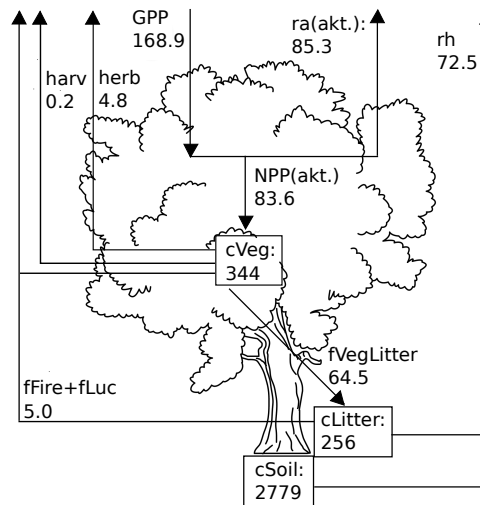 GPP
168.9
ra(akt.):
85.3
rh
72.5
harv
0.2
herb
4.8
NPP(akt.)
83.6
cVeg:
344
fVegLitter
64.5
fFire+fLuc
5.0
cLitter:
256
cSoil:
2779